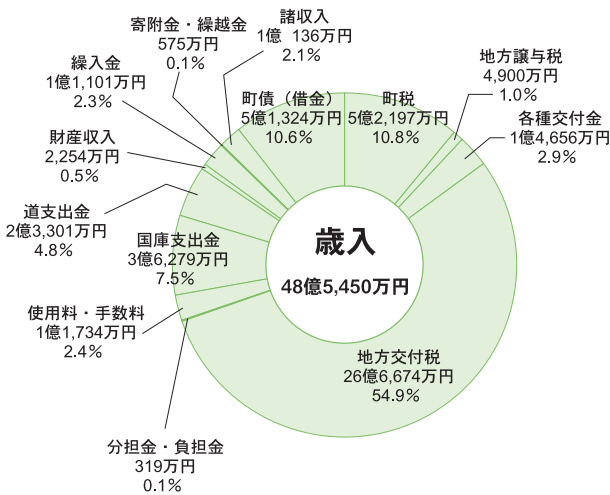 歳入
48億5,450万円
町税
5億2,197万円
10.8%
地方譲与税
4,900万円
1.0%
各種交付金
1億4,656万円
2.9%
地方交付税
26億6,674万円
54.9%
分担金・負担金
319万円
0.1%
使用料・手数料
1億1,734万円
2.4%
国庫支出金
3億6,279万円
7.5%
道支出金
2億3,301万円
4.8%
財産収入
2,254万円
0.5%
繰入金
1億1,101万円
2.3%
寄附金・繰越金
575万円
0.1%
諸収入
1億 136万円
2.1%
町債（借金）
5億1,324万円
10.6%